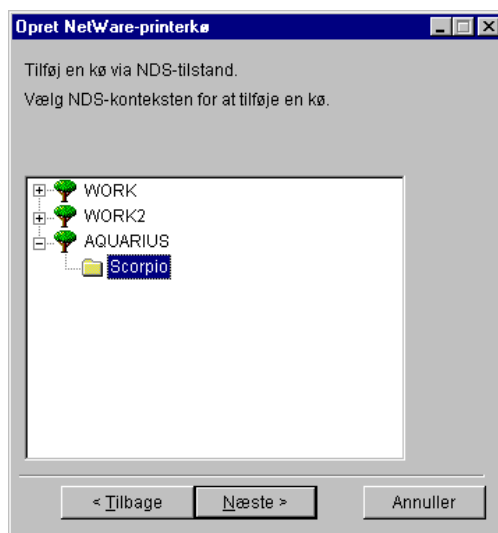 Opret NetWare-printerkø
Tilføj en kø via NDS-tilstand.
Vælg NDS-konteksten for at tilføje en kø.
WORK
WORK2
AQUARIUS
Scorpio
< Tilbage
Næste >
Annuller